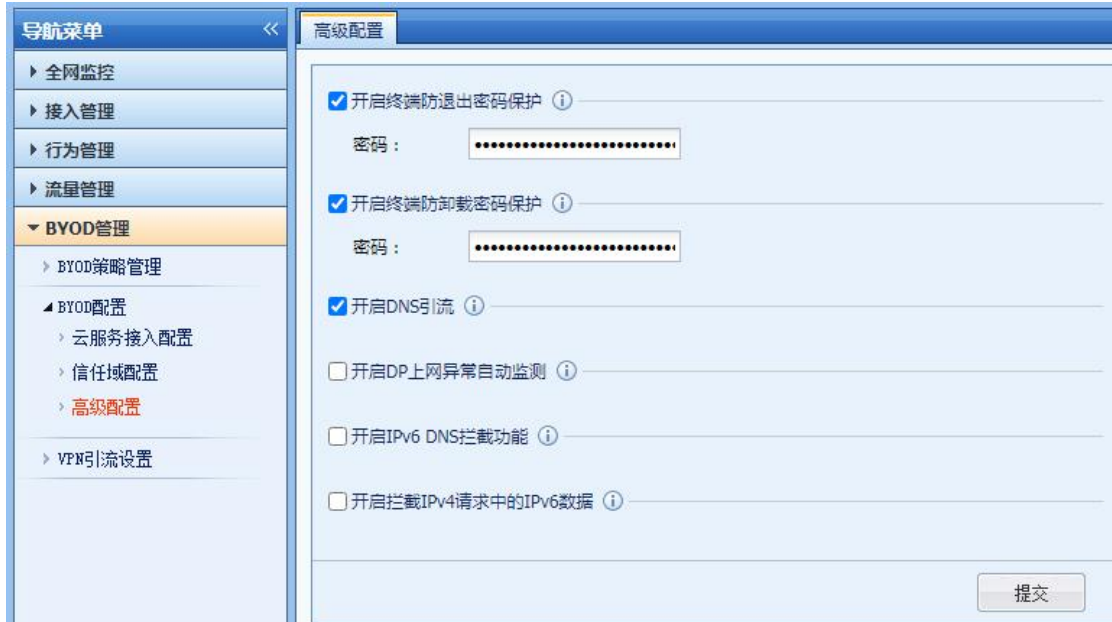 导航菜单
全网监控
接入管理
行为管理
流量管理
BYOD管理
BYOD策略管理
BYOD配置
云服务接入配置
信任域配置
高级配置
VPN引流设置
高级配置
开启终端防退出密码保护
密码：
开启终端防卸载密码保护
密码：
开启DNS引流
开启DP上网异常自动监测
开启IPv6 DNS拦截功能
开启拦截IPv4请求中的IPv6数据
提交